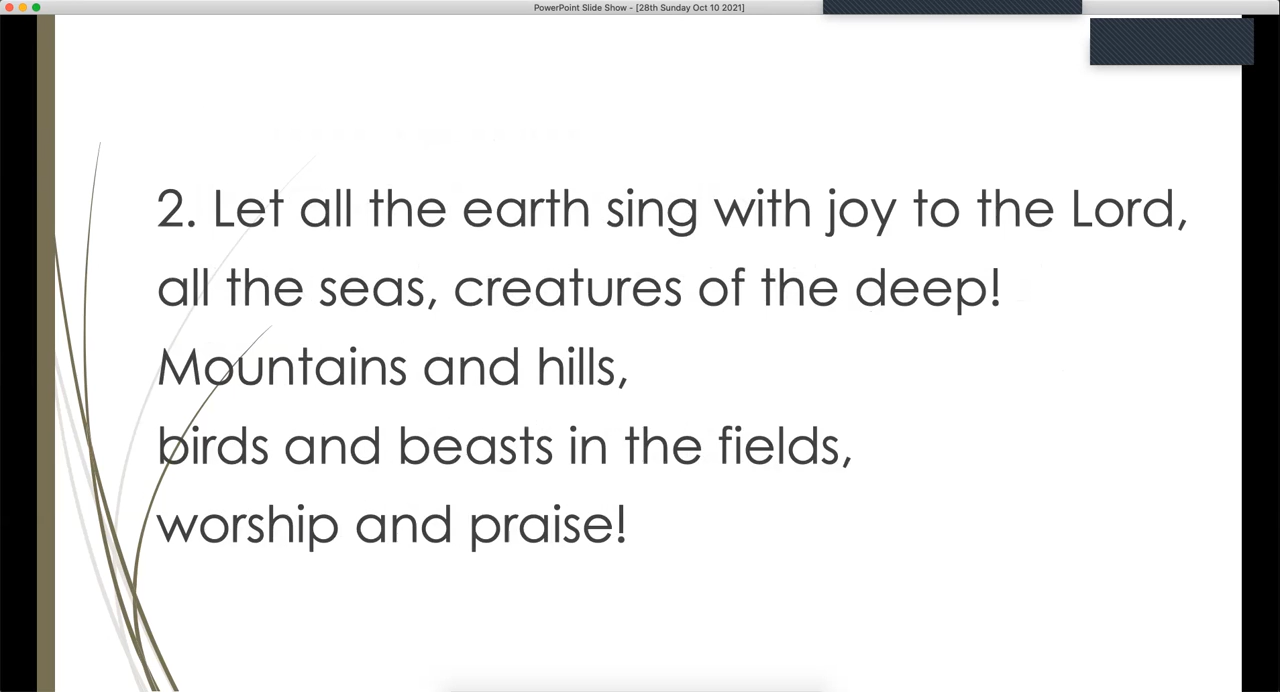 PowerPoint Slide Show - [28th Sunday Oct 10 2021]
2. Let all the earth sing with joy to the Lord,
all the seas, creatures of the deep!
Mountains and hills,
birds and beasts in the fields,
worship and praise!